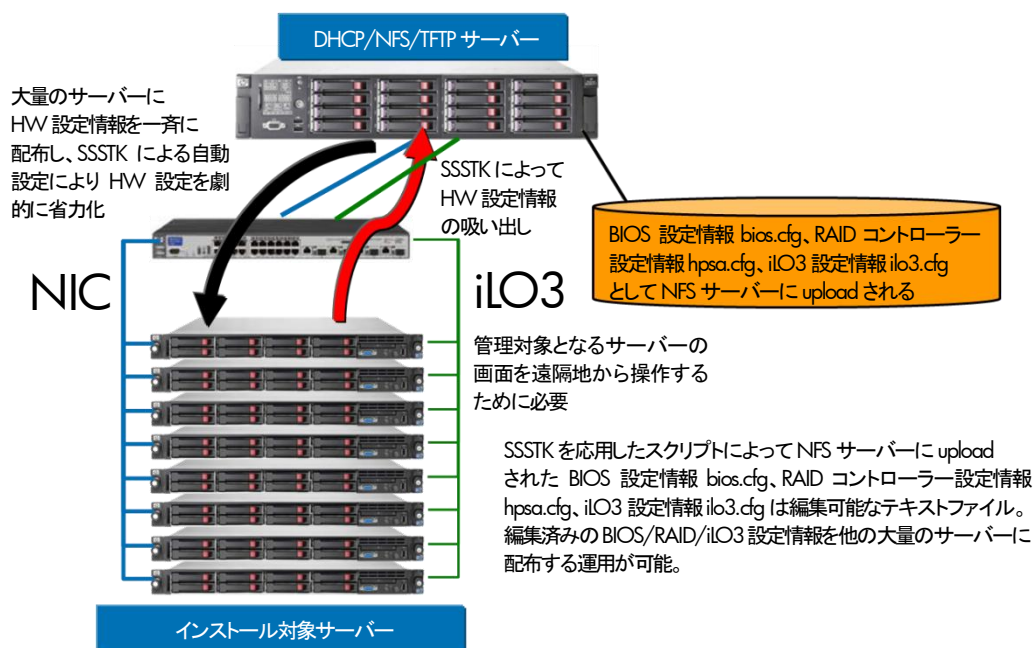 DHCP/NFS/TFTP サーバー
大量のサーバーに
HW 設定情報を一斉に
配布し、SSSTK による自動
設定により HW 設定を劇
的に省力化
SSSTK によって
HW 設定情報
の吸い出し
BIOS 設定情報 bios.cfg、RAID コントローラー
設定情報 hpsa.cfg、iLO3 設定情報 ilo3.cfg
として NFS サーバーに upload される
NIC
iLO3
管理対象となるサーバーの
画面を遠隔地から操作する
ために必要
SSSTK を応用したスクリプトによって NFS サーバーに upload
された BIOS 設定情報 bios.cfg、RAID コントローラー設定情報
hpsa.cfg、iLO3 設定情報 ilo3.cfg は編集可能なテキストファイル。
編集済みの BIOS/RAID/iLO3 設定情報を他の大量のサーバーに
配布する運用が可能。
インストール対象サーバー